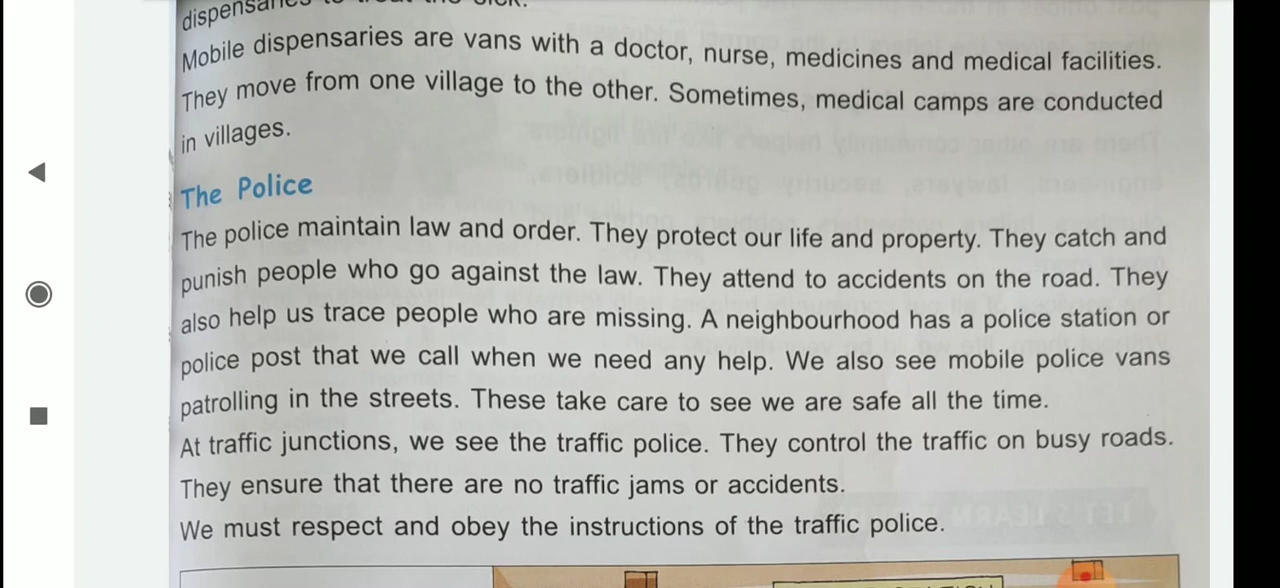 dispensaries to treat the sick.
Mobile dispensaries are vans with a doctor, nurse, medicines and medical facilities.
They move from one village to the other. Sometimes, medical camps are conducted
in villages.
The Police
The police maintain law and order. They protect our life and property. They catch and
punish people who go against the law. They attend to accidents on the road. They
also help us trace people who are missing. A neighbourhood has a police station or
police post that we call when we need any help. We also see mobile police vans
patrolling in the streets. These take care to see we are safe all the time.
At traffic junctions, we see the traffic police. They control the traffic on busy roads.
They ensure that there are no traffic jams or accidents.
We must respect and obey the instructions of the traffic police.